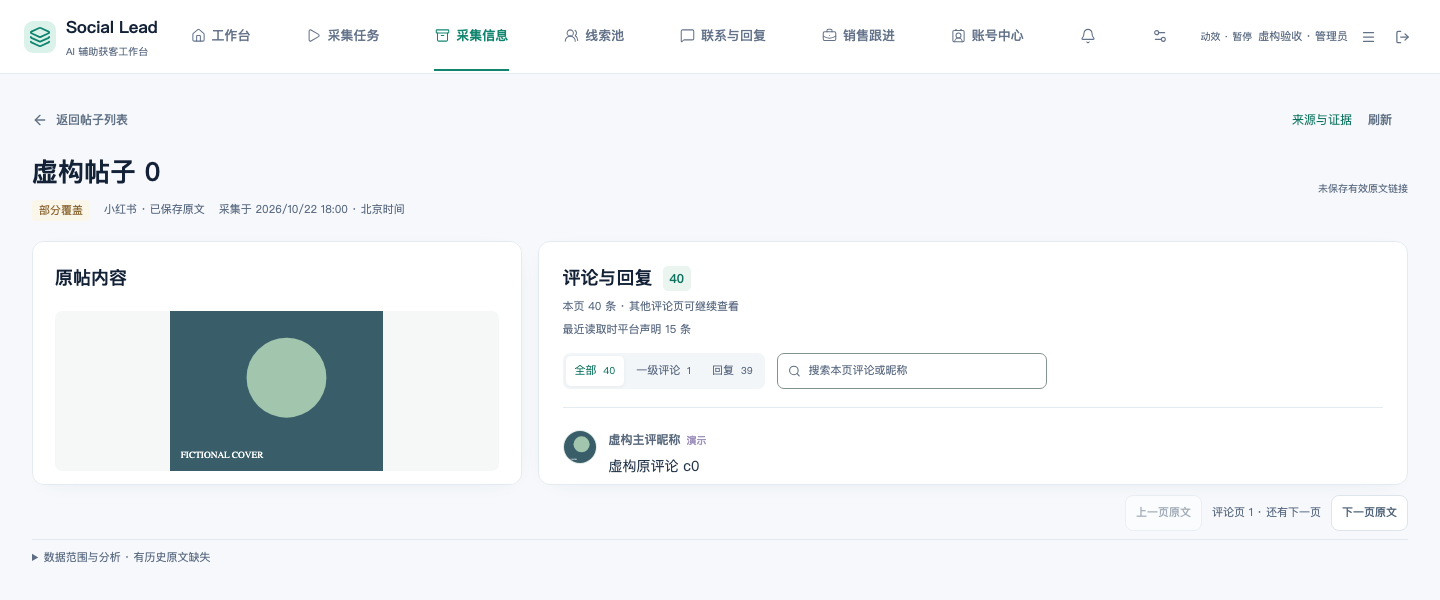 Social Lead
AI 辅助获客工作台
工作台
采集任务
采集信息
线索池
联系与回复
销售跟进
账号中心
动效 · 暂停
虚构验收 · 管理员
返回帖子列表
来源与证据
刷新
虚构帖子 0
未保存有效原文链接
部分覆盖
小红书 · 已保存原文
采集于 2026/10/22 18:00 · 北京时间
原帖内容
FICTIONAL COVER
评论与回复 40
本页 40 条 · 其他评论页可继续查看
最近读取时平台声明 15 条
全部 40
一级评论 1
回复 39
搜索本页评论或昵称
虚构主评昵称 演示
虚构原评论 c0
上一页原文
评论页 1 · 还有下一页
下一页原文
数据范围与分析 · 有历史原文缺失